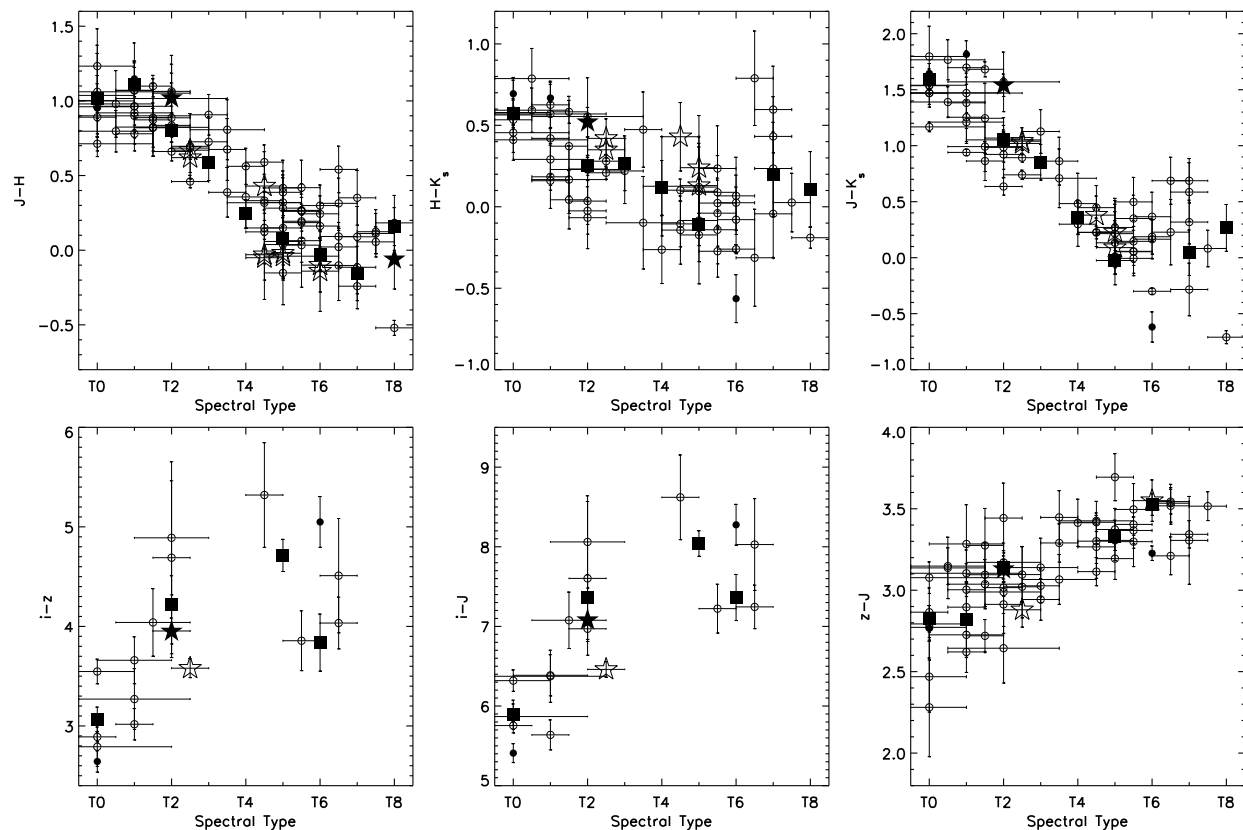 1.5
1.0
0.5
0.0
−0.5
J−H
T0 T2 T4 T6 T8
Spectral Type
1.0
0.5
0.0
−0.5
−1.0
H−Ks
T0 T2 T4 T6 T8
Spectral Type
2.0
1.5
1.0
0.5
0.0
−0.5
−1.0
J−Ks
T0 T2 T4 T6 T8
Spectral Type
6
5
4
3
i−z
T0 T2 T4 T6 T8
Spectral Type
9
8
7
6
5
i−J
T0 T2 T4 T6 T8
Spectral Type
4.0
3.5
3.0
2.5
2.0
z−J
T0 T2 T4 T6 T8
Spectral Type